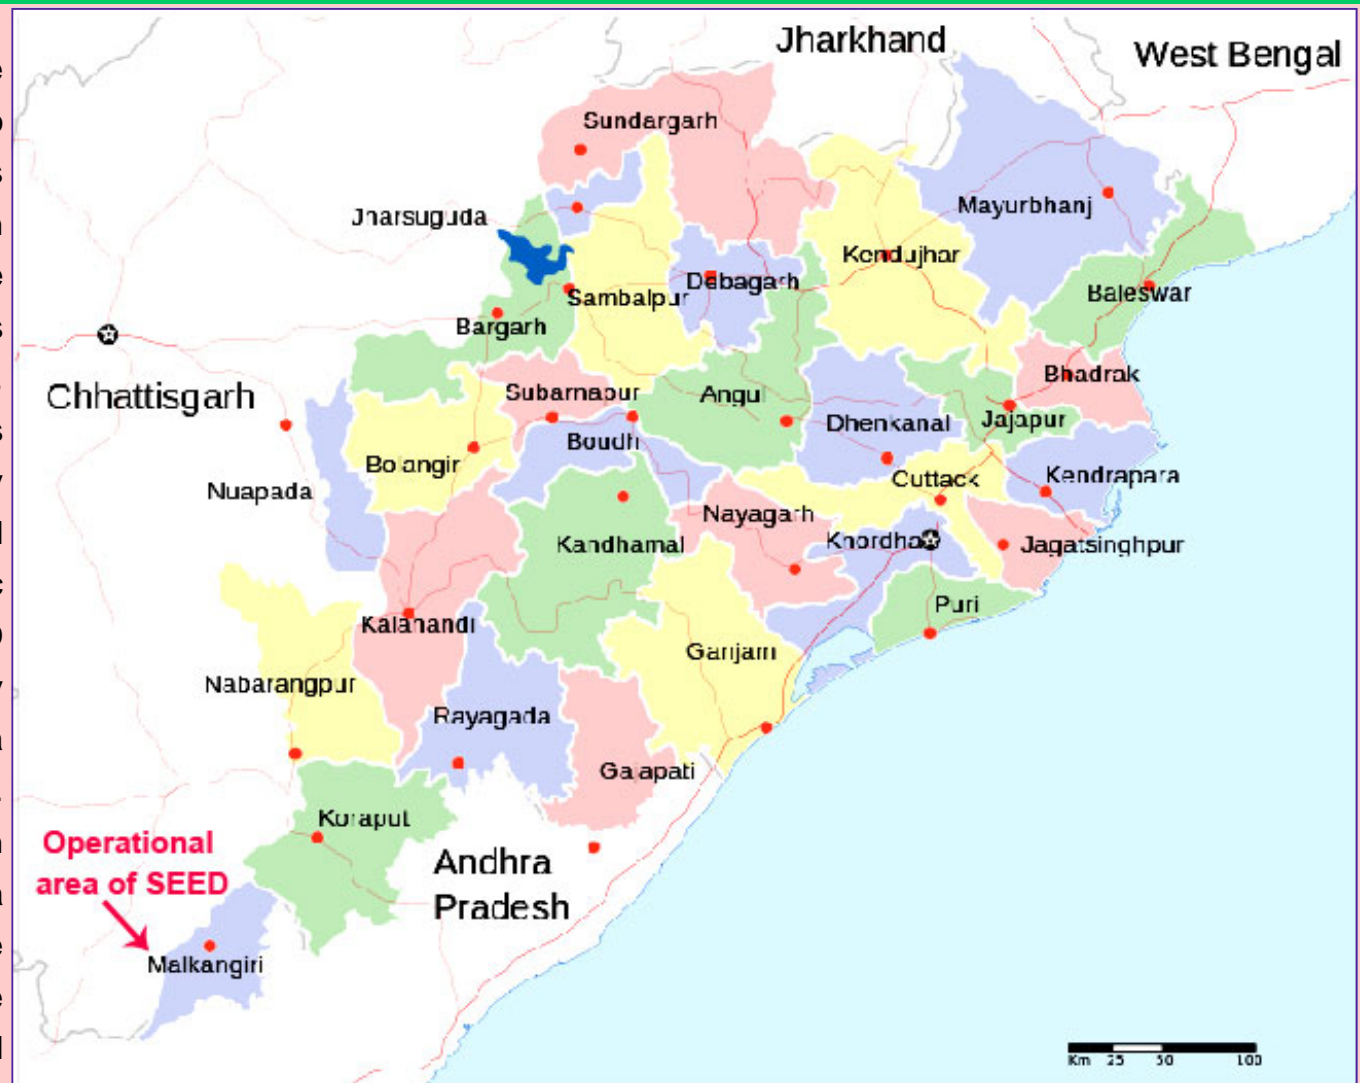 Jharkhand
West Bengal
Sundargarh
Jharsuguda
Mayurbhanj
Kendujhar
Debagarh
Sambalpur
Baleswar
Bargarh
Chhattisgarh
Subarnapur
Angul
Bhadrak
Dhenkanal
Jajapur
Boudh
Bolangir
Cuttack
Kendrapara
Nuapada
Nayagarh
Khordha
Kandhamal
Jagatsinghpur
Puri
Kalahandi
Ganjam
Nabarangpur
Rayagada
Gajapati
Koraput
Operational
area of SEED
Andhra
Pradesh
Malkangiri
Km 25 50 100